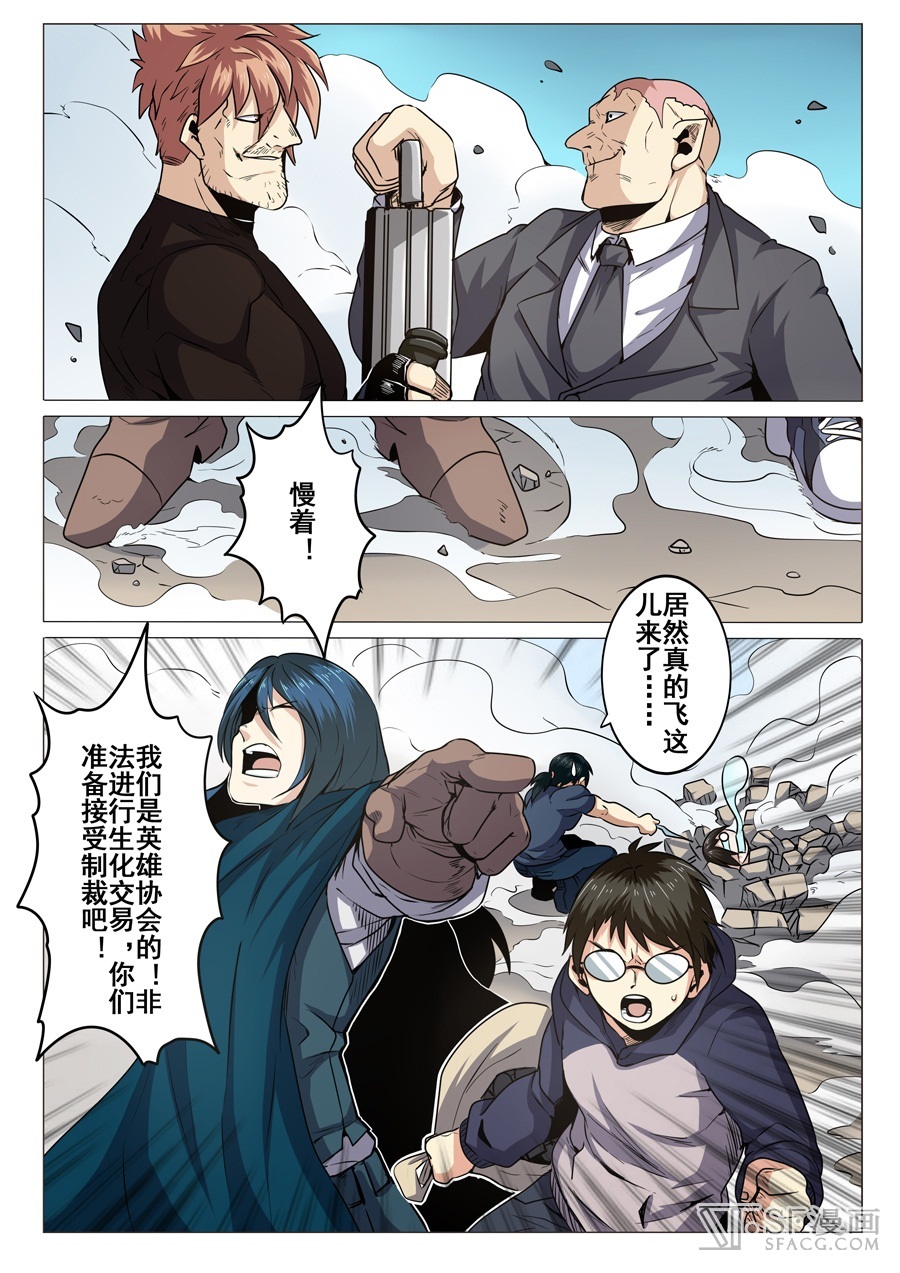 慢着！
居然真的飞这
儿来了……
我们是英雄协会的！非
法进行生化交易，你们
准备接受制裁吧！
SF漫画
SFACG.COM